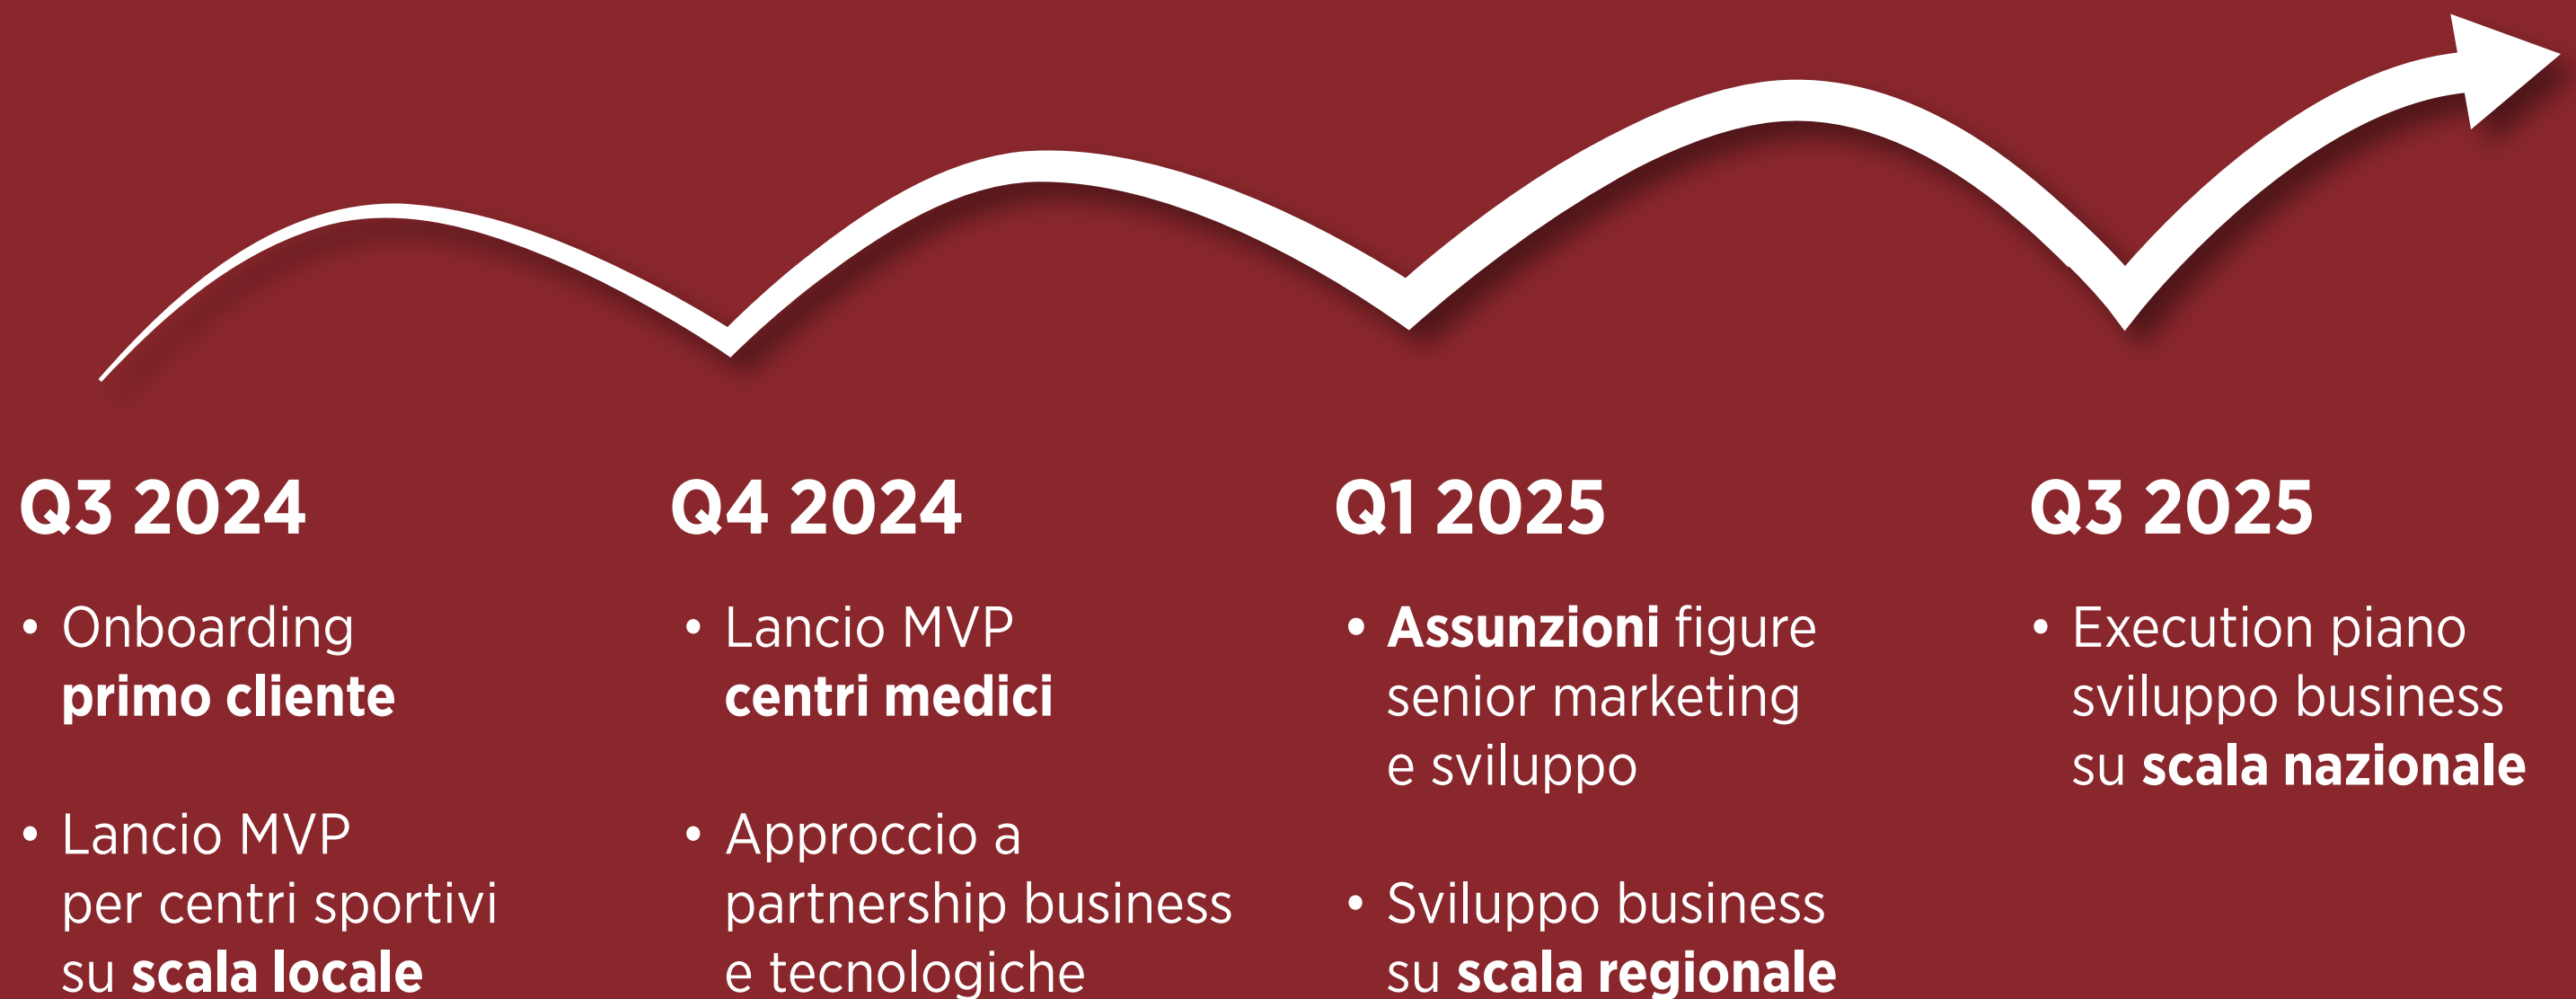 Q3 2024
• Onboarding
primo cliente
• Lancio MVP
per centri sportivi
su scala locale
Q4 2024
• Lancio MVP
centri medici
• Approccio a
partnership business
e tecnologiche
Q1 2025
• Assunzioni figure
senior marketing
e sviluppo
• Sviluppo business
su scala regionale
Q3 2025
• Execution piano
sviluppo business
su scala nazionale